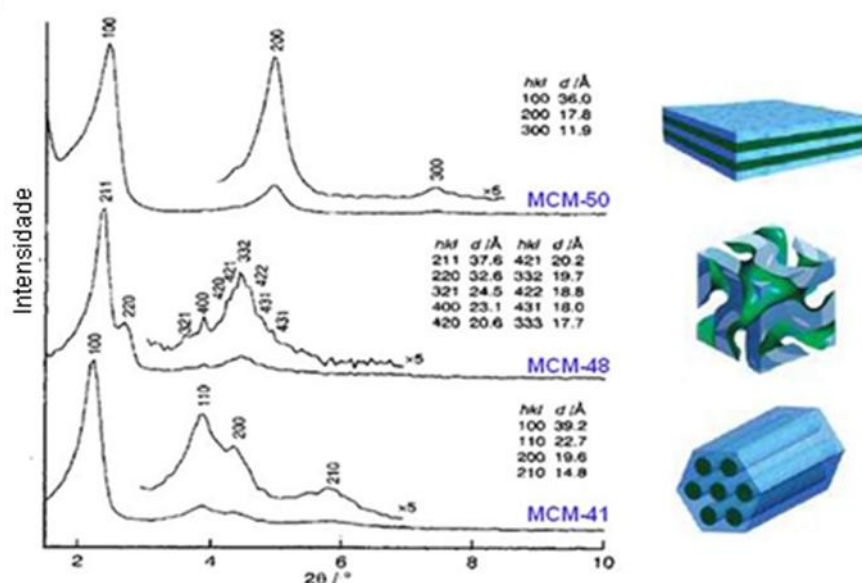 Intensidade
100
200
300
×6
hkl d/Å
100 36.0
200 17.8
300 11.9
MCM-50
211
220
321
400
420
421
332
422
431
431
×5
hkl d/Å hkl d/Å
211 37.6 421 20.2
220 32.6 332 19.7
321 24.5 422 18.8
400 23.1 431 18.0
420 20.6 333 17.7
MCM-48
100
110
200
210
×5
hkl d/Å
100 39.2
110 22.7
200 19.6
210 14.8
MCM-41
2 4 6 8 10
2θ / °